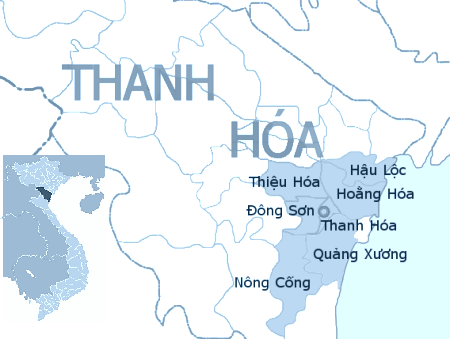 THANH
HÓA
Hậu Lộc
Thiệu Hóa
Hoằng Hóa
Đông Sơn
Thanh Hóa
Quảng Xương
Nông Cống